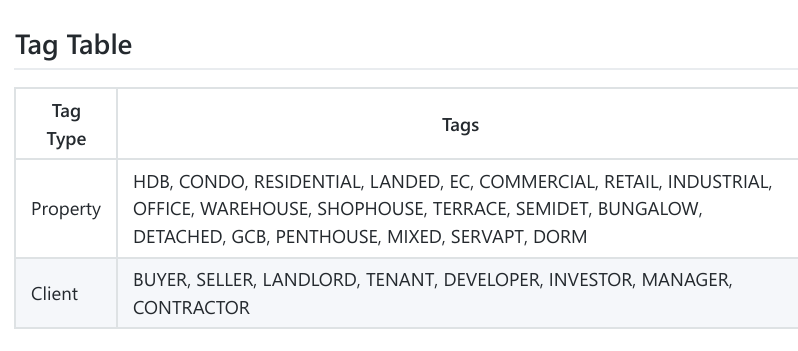 Tag Table
Tag
Type
Tags
Property
HDB, CONDO, RESIDENTIAL, LANDED, EC, COMMERCIAL, RETAIL, INDUSTRIAL,
OFFICE, WAREHOUSE, SHOPHOUSE, TERRACE, SEMIDET, BUNGALOW,
DETACHED, GCB, PENTHOUSE, MIXED, SERVAPT, DORM
Client
BUYER, SELLER, LANDLORD, TENANT, DEVELOPER, INVESTOR, MANAGER,
CONTRACTOR